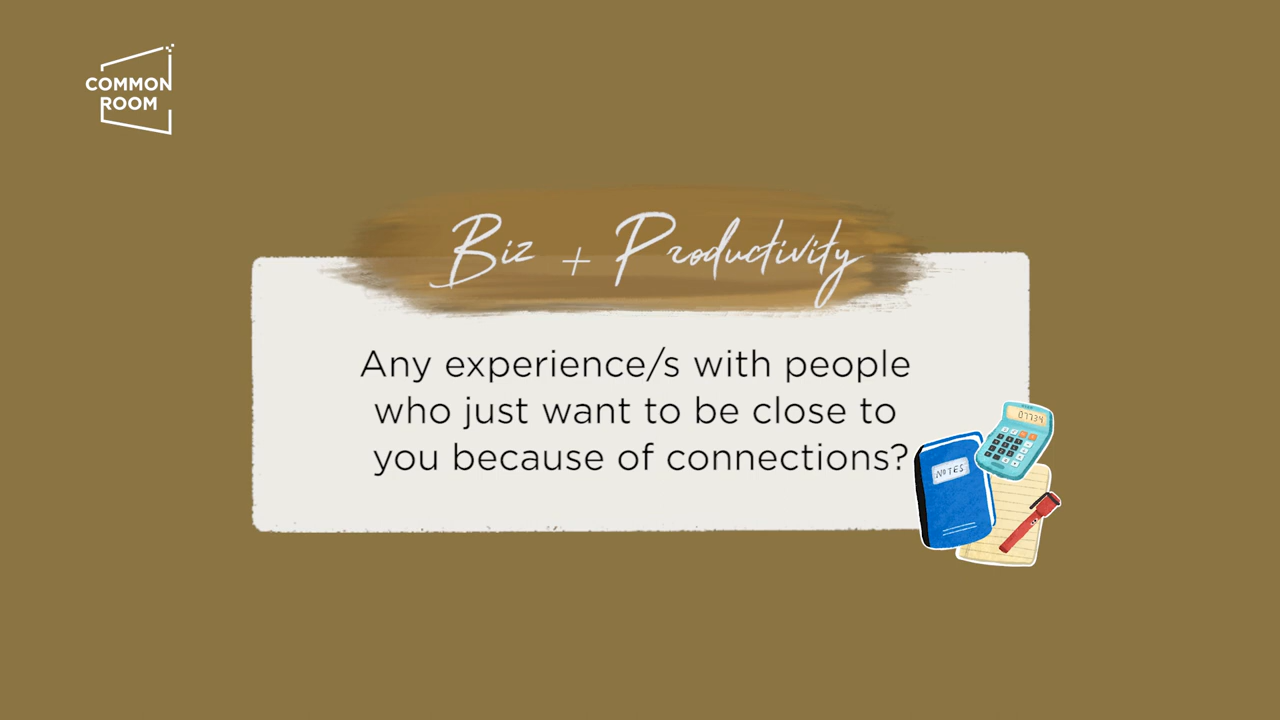 COMMON
ROOM
Biz + Productivity
Any experience/s with people
who just want to be close to
you because of connections?
07734
NOTES